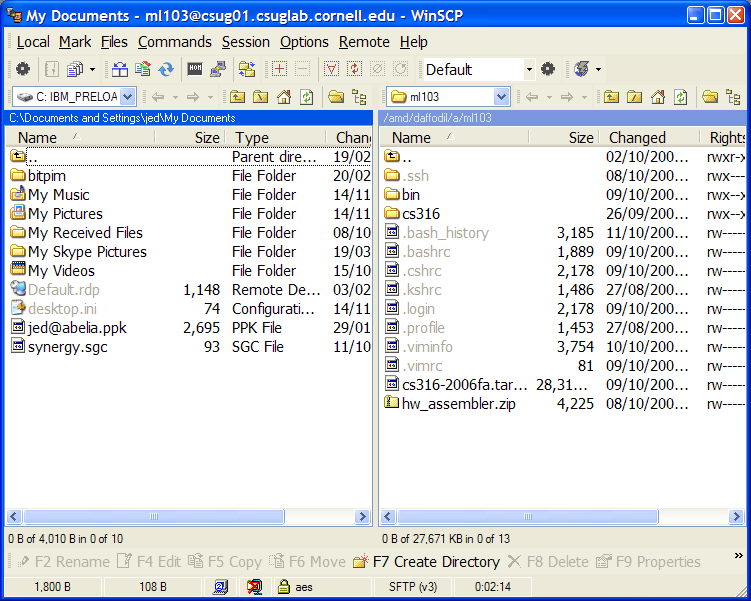 My Documents - ml103@csug01.csuglab.cornell.edu - WinSCP
Local Mark Files Commands Session Options Remote Help
Default
C: IBM_PRELOA
ml103
C:\Documents and Settings\jed\My Documents
/amd/daffodil/a/ml103
Name Size Type Chan
.. Parent dire... 19/02
bitpim File Folder 20/02
My Music File Folder 14/11
My Pictures File Folder 14/11
My Received Files File Folder 08/10
My Skype Pictures File Folder 19/03
My Videos File Folder 15/10
Default.rdp 1,148 Remote De... 03/02
desktop.ini 74 Configurati... 14/11
jed@abelia.ppk 2,695 PPK File 29/01
synergy.sgc 93 SGC File 11/10
Name Size Changed Rights
.. 02/10/200... rwxr-x
.ssh 08/10/200... rwx--x
bin 09/10/200... rwx--x
cs316 26/09/200... rwx---
.bash_history 3,185 11/10/200... rw-----
.bashrc 1,889 09/10/200... rw-----
.cshrc 2,178 09/10/200... rw-----
.kshrc 1,486 27/08/200... rw-----
.login 2,178 09/10/200... rw-----
.profile 1,453 27/08/200... rw-----
.viminfo 3,754 10/10/200... rw-----
.vimrc 81 09/10/200... rw-----
cs316-2006fa.tar... 28,31... 09/10/200... rw-----
hw_assembler.zip 4,225 08/10/200... rw-----
0 B of 4,010 B in 0 of 10
0 B of 27,671 KB in 0 of 13
F2 Rename F4 Edit F5 Copy F6 Move F7 Create Directory F8 Delete F9 Properties »
1,800 B 108 B aes SFTP (v3) 0:02:14